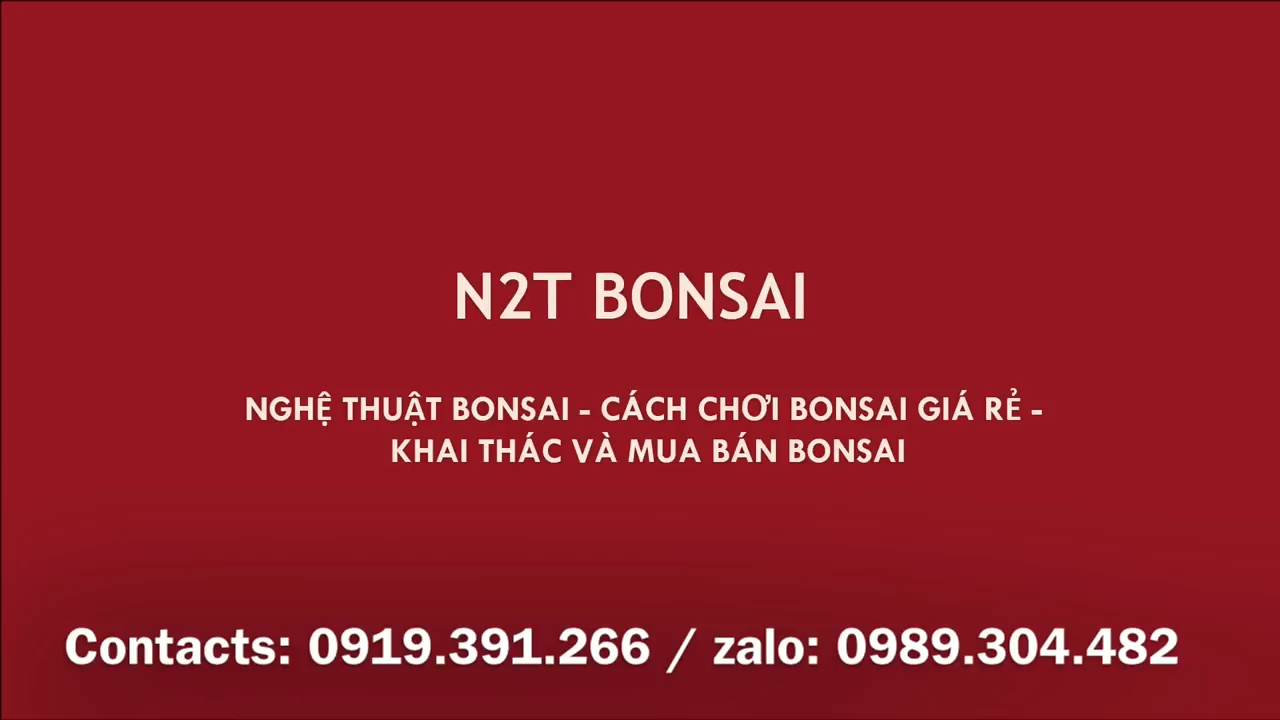 N2T BONSAI
NGHỆ THUẬT BONSAI - CÁCH CHƠI BONSAI GIÁ RẺ -
KHAI THÁC VÀ MUA BÁN BONSAI
Contacts: 0919.391.266 / zalo: 0989.304.482